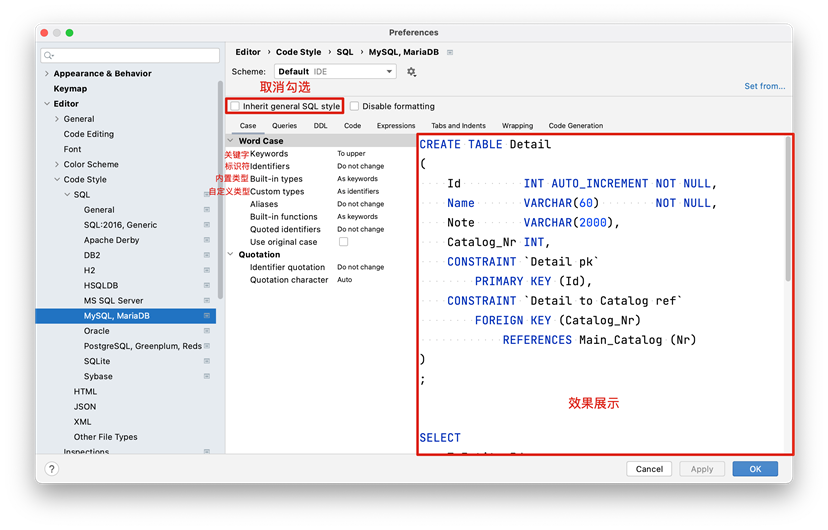 Preferences
Editor › Code Style › SQL › MySQL, MariaDB
Scheme: Default IDE
取消勾选
Set from...
Inherit general SQL style
Disable formatting
Case Queries DDL Code Expressions Tabs and Indents Wrapping Code Generation
Appearance & Behavior
Keymap
Editor
General
Code Editing
Font
Color Scheme
Code Style
SQL
General
SQL:2016, Generic
Apache Derby
DB2
H2
HSQLDB
MS SQL Server
MySQL, MariaDB
Oracle
PostgreSQL, Greenplum, Reds
SQLite
Sybase
HTML
JSON
XML
Other File Types
Inspections
Word Case
关键字 Keywords To upper
标识符 Identifiers Do not change
内置类型 Built-in types As keywords
自定义类型 Custom types As identifiers
Aliases Do not change
Built-in functions As keywords
Quoted identifiers Do not change
Use original case
Quotation
Identifier quotation Do not change
Quotation character Auto
CREATE TABLE Detail
(
Id INT AUTO_INCREMENT NOT NULL,
Name VARCHAR(60) NOT NULL,
Note VARCHAR(2000),
Catalog_Nr INT,
CONSTRAINT `Detail pk`
PRIMARY KEY (Id),
CONSTRAINT `Detail to Catalog ref`
FOREIGN KEY (Catalog_Nr)
REFERENCES Main_Catalog (Nr)
)
;
效果展示
SELECT
?
Cancel Apply OK